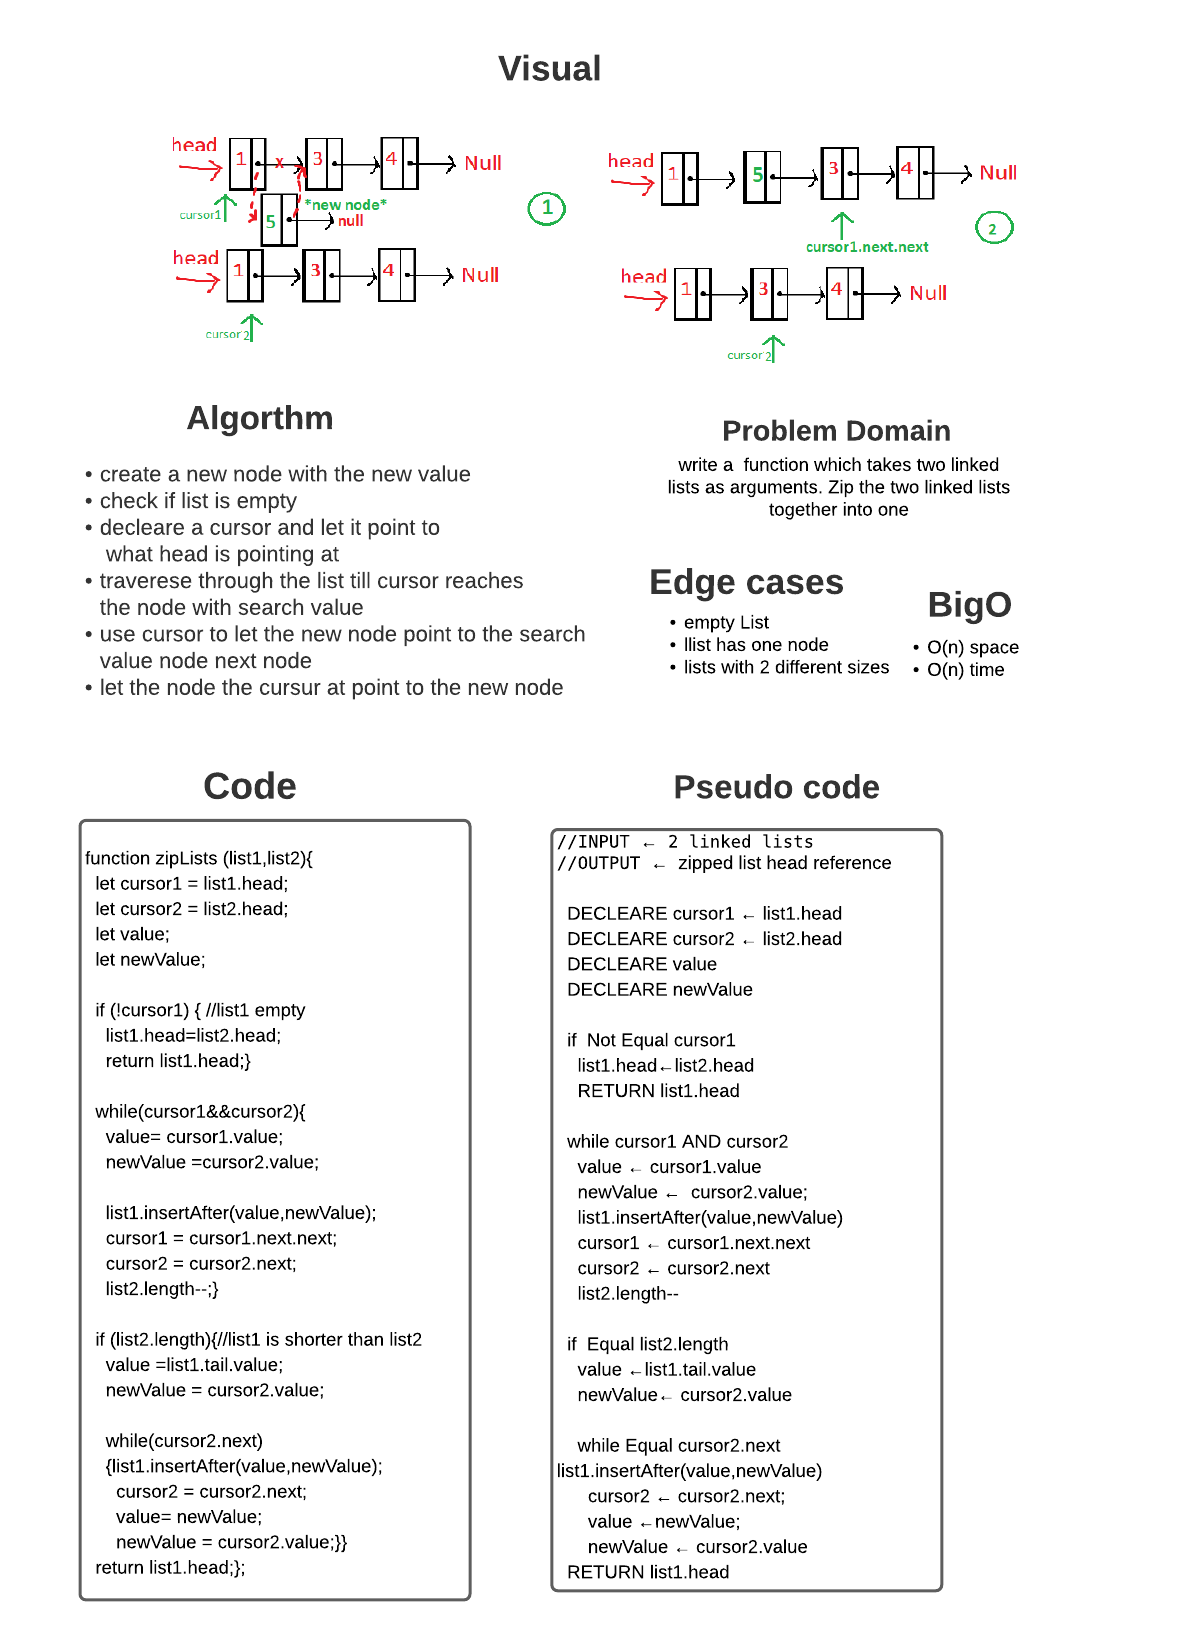 Visual
head
1
x
3
4
Null
cursor1
5
*new node*
null
1
head
1
3
4
Null
cursor2
head
1
5
3
4
Null
cursor1.next.next
2
head
1
3
4
Null
cursor2
Algorthm
• create a new node with the new value
• check if list is empty
• decleare a cursor and let it point to
what head is pointing at
• traverese through the list till cursor reaches
the node with search value
• use cursor to let the new node point to the search
value node next node
• let the node the cursur at point to the new node
Problem Domain
write a function which takes two linked
lists as arguments. Zip the two linked lists
together into one
Edge cases
• empty List
• llist has one node
• lists with 2 different sizes
BigO
• O(n) space
• O(n) time
Code
function zipLists (list1,list2){
let cursor1 = list1.head;
let cursor2 = list2.head;
let value;
let newValue;
if (!cursor1) { //list1 empty
list1.head=list2.head;
return list1.head;}
while(cursor1&&cursor2){
value= cursor1.value;
newValue =cursor2.value;
list1.insertAfter(value,newValue);
cursor1 = cursor1.next.next;
cursor2 = cursor2.next;
list2.length--;}
if (list2.length){//list1 is shorter than list2
value =list1.tail.value;
newValue = cursor2.value;
while(cursor2.next)
{list1.insertAfter(value,newValue);
cursor2 = cursor2.next;
value= newValue;
newValue = cursor2.value;}}
return list1.head;};
Pseudo code
//INPUT ← 2 linked lists
//OUTPUT ← zipped list head reference
DECLEARE cursor1 ← list1.head
DECLEARE cursor2 ← list2.head
DECLEARE value
DECLEARE newValue
if Not Equal cursor1
list1.head←list2.head
RETURN list1.head
while cursor1 AND cursor2
value ← cursor1.value
newValue ← cursor2.value;
list1.insertAfter(value,newValue)
cursor1 ← cursor1.next.next
cursor2 ← cursor2.next
list2.length--
if Equal list2.length
value ←list1.tail.value
newValue← cursor2.value
while Equal cursor2.next
list1.insertAfter(value,newValue)
cursor2 ← cursor2.next;
value ←newValue;
newValue ← cursor2.value
RETURN list1.head